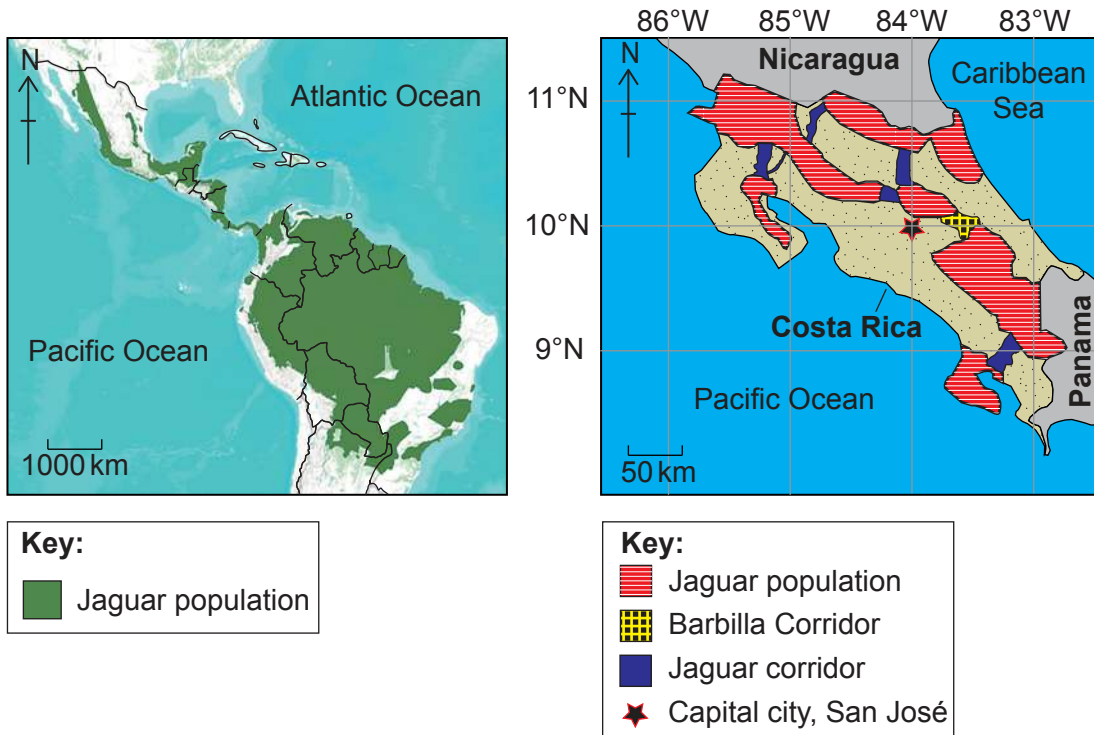 N
Atlantic Ocean
Pacific Ocean
1000 km
Key:
Jaguar population
86°W 85°W 84°W 83°W
N
Nicaragua
Caribbean
Sea
11°N
10°N
Costa Rica
9°N
Panama
Pacific Ocean
50 km
Key:
Jaguar population
Barbilla Corridor
Jaguar corridor
Capital city, San José